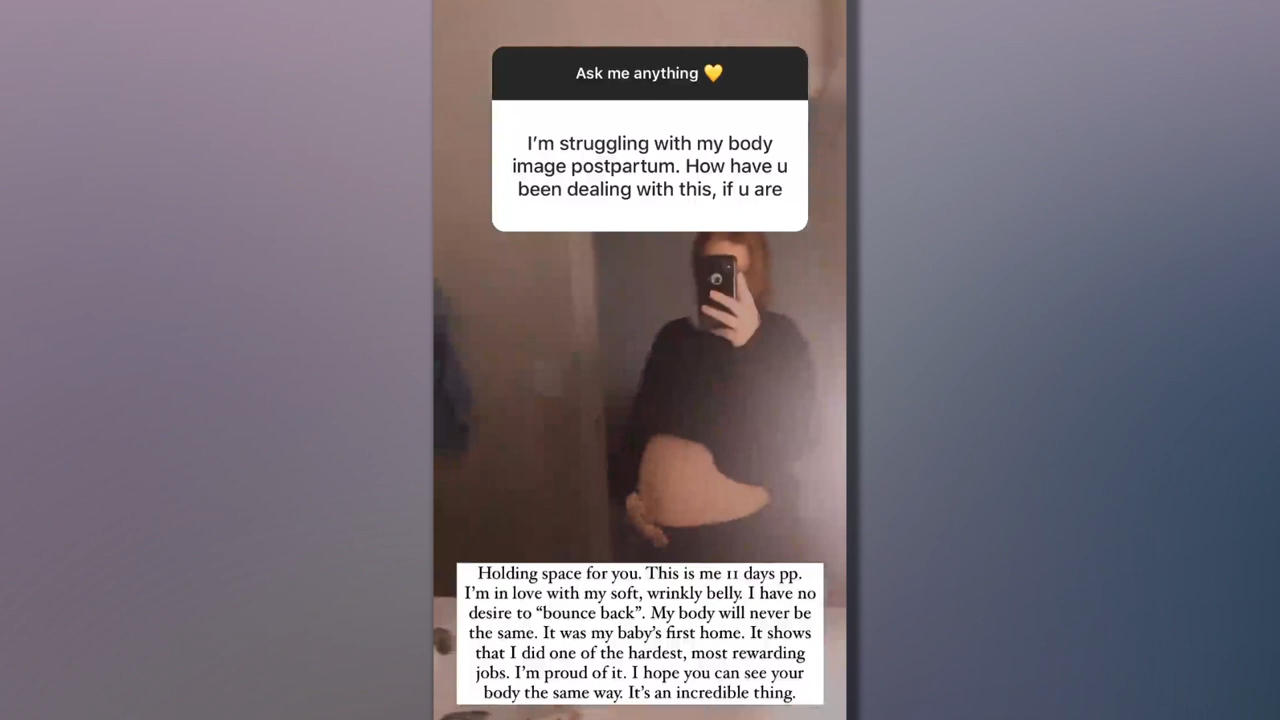 Ask me anything 💛
I'm struggling with my body
image postpartum. How have u
been dealing with this, if u are
Holding space for you. This is me 11 days pp.
I'm in love with my soft, wrinkly belly. I have no
desire to “bounce back”. My body will never be
the same. It was my baby's first home. It shows
that I did one of the hardest, most rewarding
jobs. I'm proud of it. I hope you can see your
body the same way. It's an incredible thing.